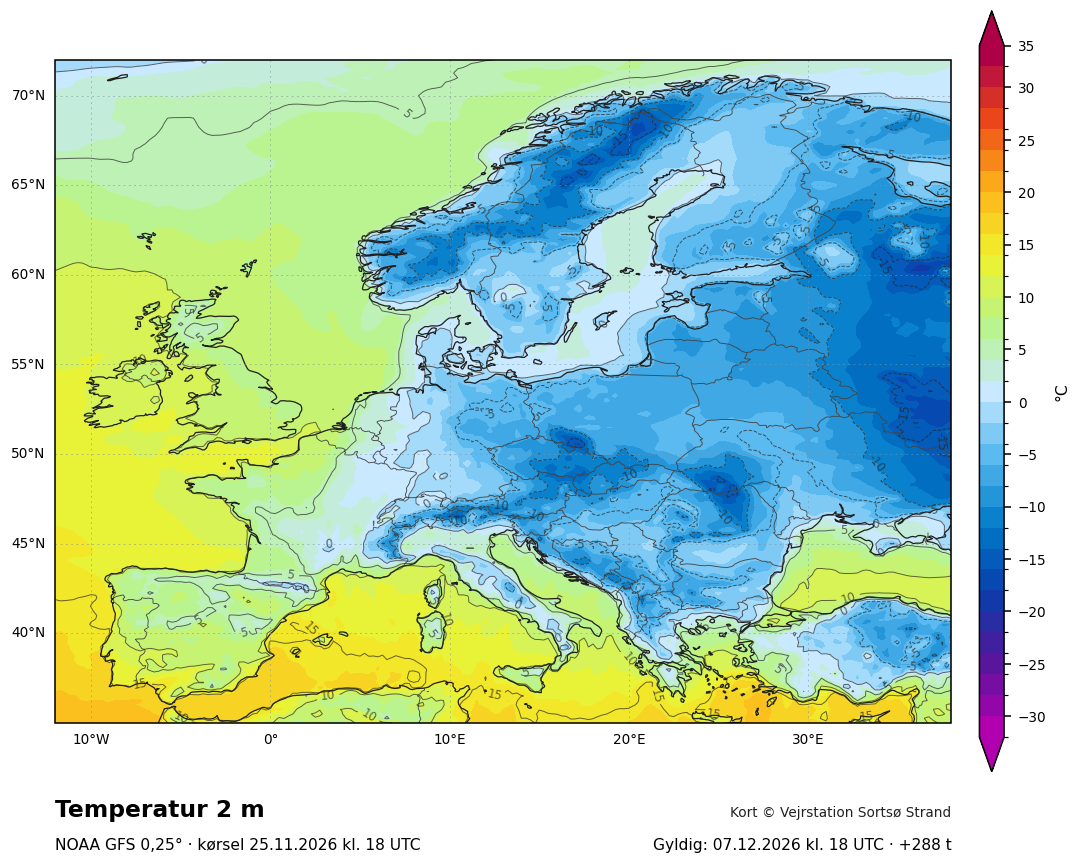 35
30
25
20
15
10
5
0
−5
−10
−15
−20
−25
−30
°C
70°N
65°N
60°N
55°N
50°N
45°N
40°N
10°W 0° 10°E 20°E 30°E
Temperatur 2 m
Kort © Vejrstation Sortsø Strand
NOAA GFS 0,25° · kørsel 25.11.2026 kl. 18 UTC
Gyldig: 07.12.2026 kl. 18 UTC · +288 t